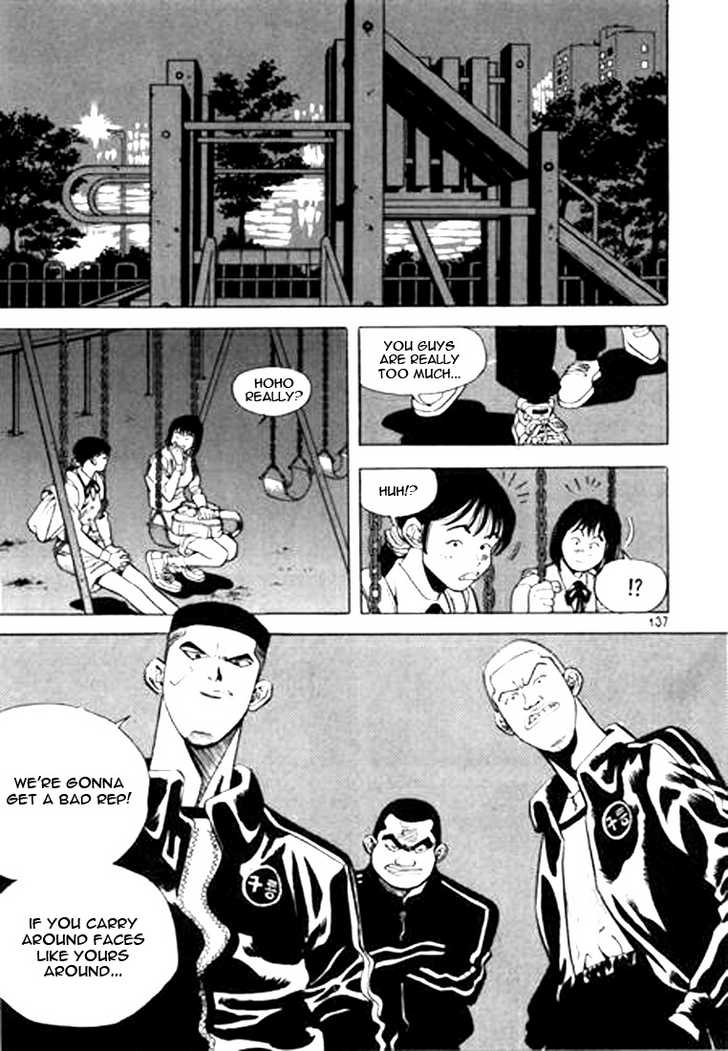 HOHO
REALLY?
YOU GUYS
ARE REALLY
TOO MUCH...
HUH!?
!?
137
WE'RE GONNA
GET A BAD REP!
IF YOU CARRY
AROUND FACES
LIKE YOURS
AROUND...